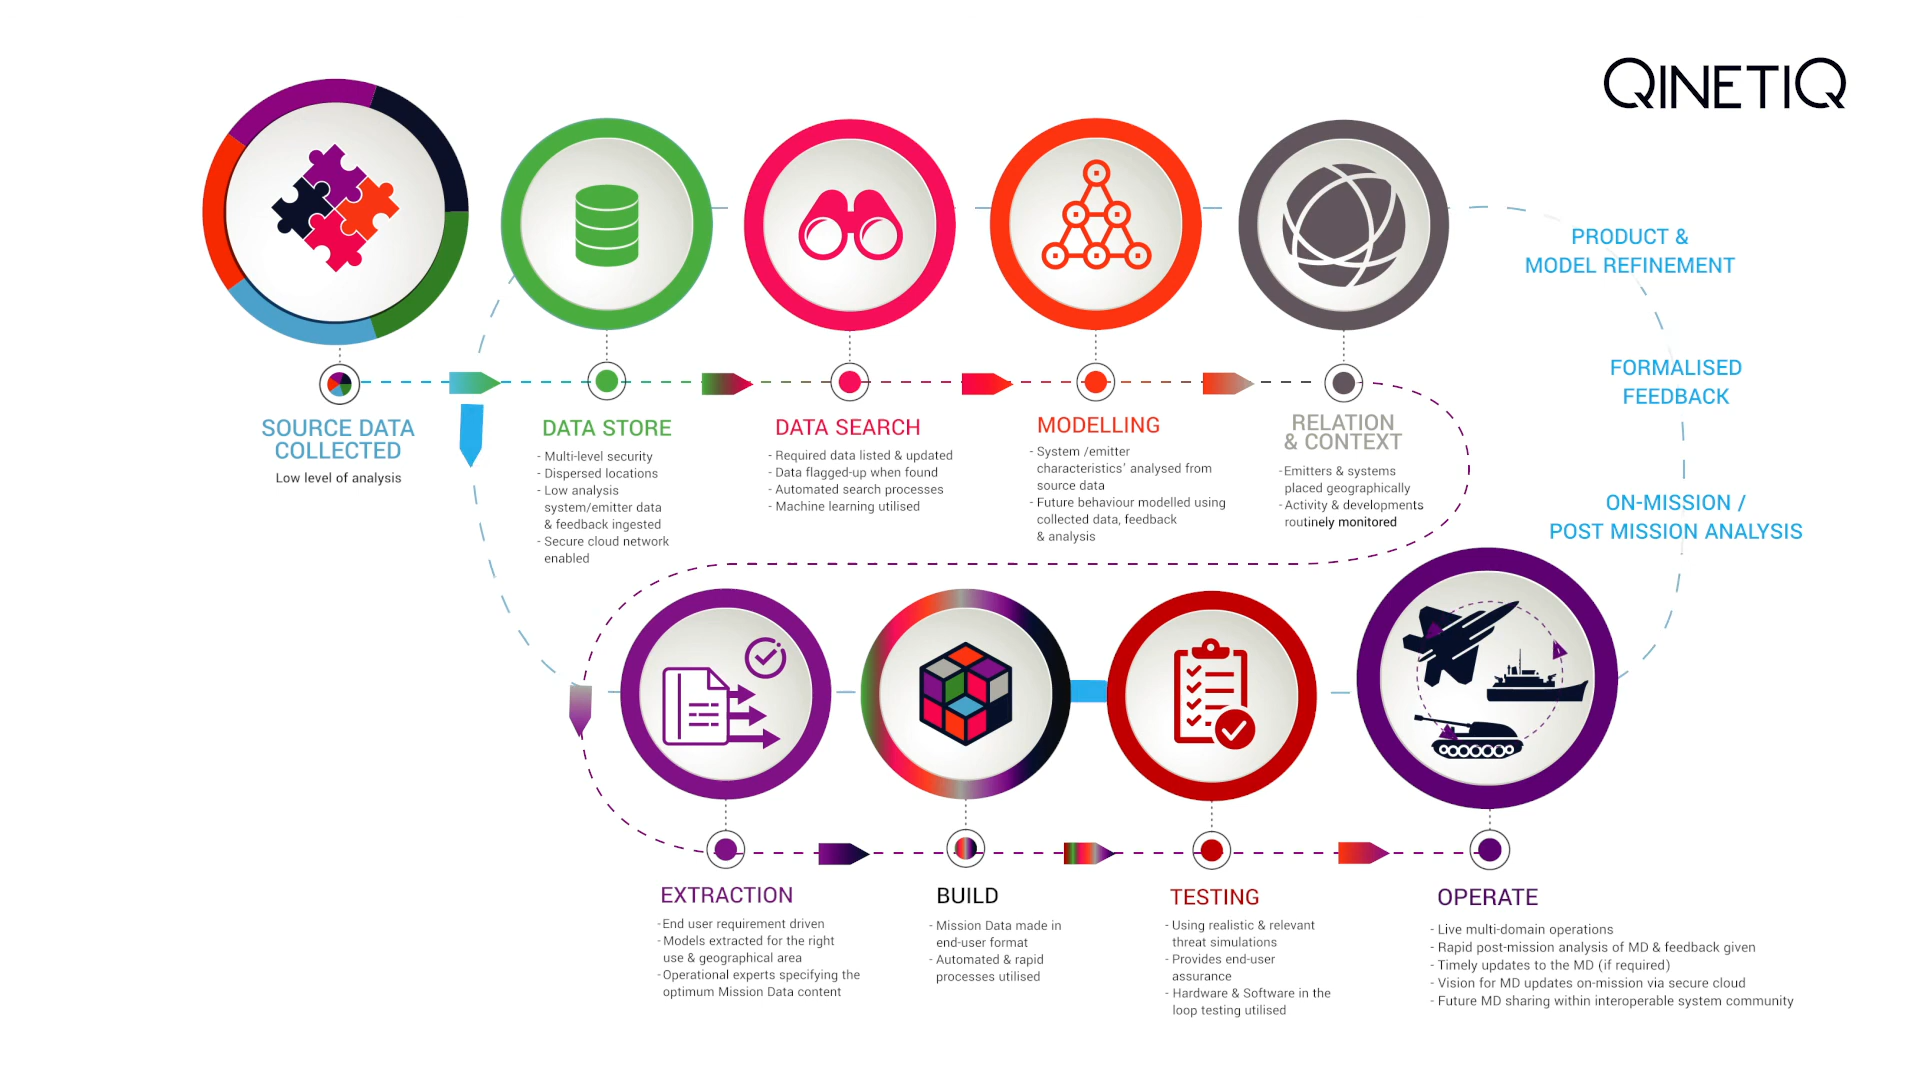 QINETIQ
PRODUCT &
MODEL REFINEMENT
FORMALISED
FEEDBACK
ON-MISSION /
POST MISSION ANALYSIS
SOURCE DATA
COLLECTED
Low level of analysis
DATA STORE
- Multi-level security
- Dispersed locations
- Low analysis
system/emitter data
& feedback ingested
- Secure cloud network
enabled
DATA SEARCH
- Required data listed & updated
- Data flagged-up when found
- Automated search processes
- Machine learning utilised
MODELLING
- System /emitter
characteristics’ analysed from
source data
- Future behaviour modelled using
collected data, feedback
& analysis
RELATION
& CONTEXT
- Emitters & systems
placed geographically
- Activity & developments
routinely monitored
EXTRACTION
- End user requirement driven
- Models extracted for the right
use & geographical area
- Operational experts specifying the
optimum Mission Data content
BUILD
- Mission Data made in
end-user format
- Automated & rapid
processes utilised
TESTING
- Using realistic & relevant
threat simulations
- Provides end-user
assurance
- Hardware & Software in the
loop testing utilised
OPERATE
- Live multi-domain operations
- Rapid post-mission analysis of MD & feedback given
- Timely updates to the MD (if required)
- Vision for MD updates on-mission via secure cloud
- Future MD sharing within interoperable system community